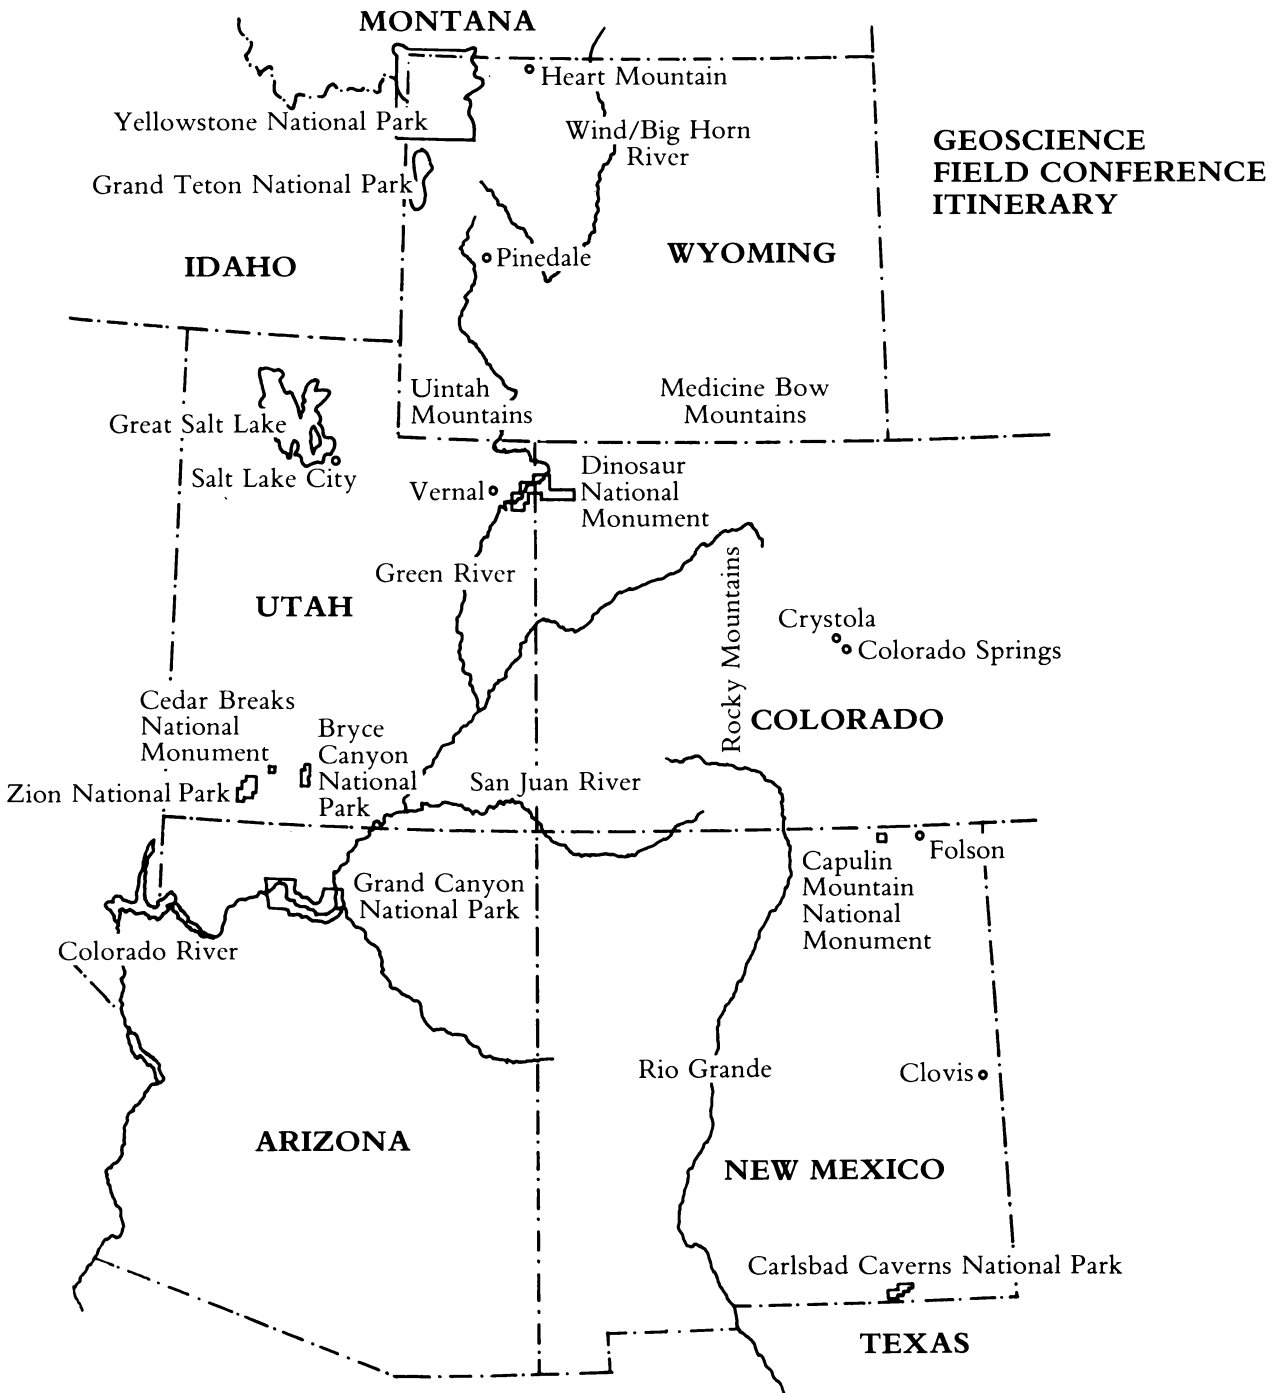 MONTANA
Heart Mountain
Yellowstone National Park
Wind/Big Horn
River
GEOSCIENCE
FIELD CONFERENCE
ITINERARY
Grand Teton National Park
IDAHO
Pinedale
WYOMING
Uintah
Mountains
Medicine Bow
Mountains
Great Salt Lake
Salt Lake City
Vernal
Dinosaur
National
Monument
Green River
UTAH
Rocky Mountains
Crystola
Colorado Springs
COLORADO
Cedar Breaks
National
Monument
Bryce
Canyon
National
Park
Zion National Park
San Juan River
Capulin
Mountain
National
Monument
Folson
Grand Canyon
National Park
Colorado River
Rio Grande
Clovis
ARIZONA
NEW MEXICO
Carlsbad Caverns National Park
TEXAS